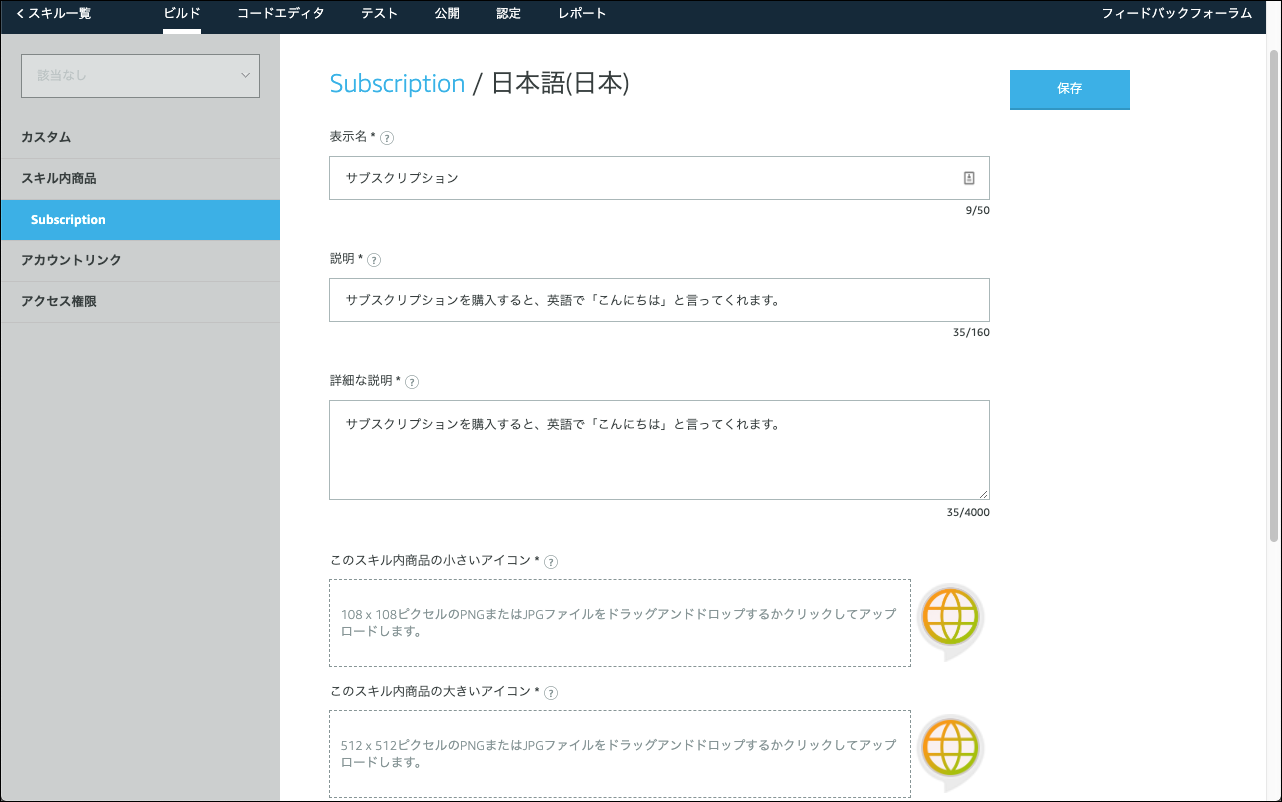 スキル一覧 ビルド コードエディタ テスト 公開 認定 レポート フィードバックフォーラム
該当なし
カスタム
スキル内商品
Subscription
アカウントリンク
アクセス権限
Subscription / 日本語(日本)
保存
表示名 * ?
サブスクリプション
9/50
説明 * ?
サブスクリプションを購入すると、英語で「こんにちは」と言ってくれます。
35/160
詳細な説明 * ?
サブスクリプションを購入すると、英語で「こんにちは」と言ってくれます。
35/4000
このスキル内商品の小さいアイコン * ?
108 x 108ピクセルのPNGまたはJPGファイルをドラッグアンドドロップするかクリックしてアップ
ロードします。
このスキル内商品の大きいアイコン * ?
512 x 512ピクセルのPNGまたはJPGファイルをドラッグアンドドロップするかクリックしてアップ
ロードします。